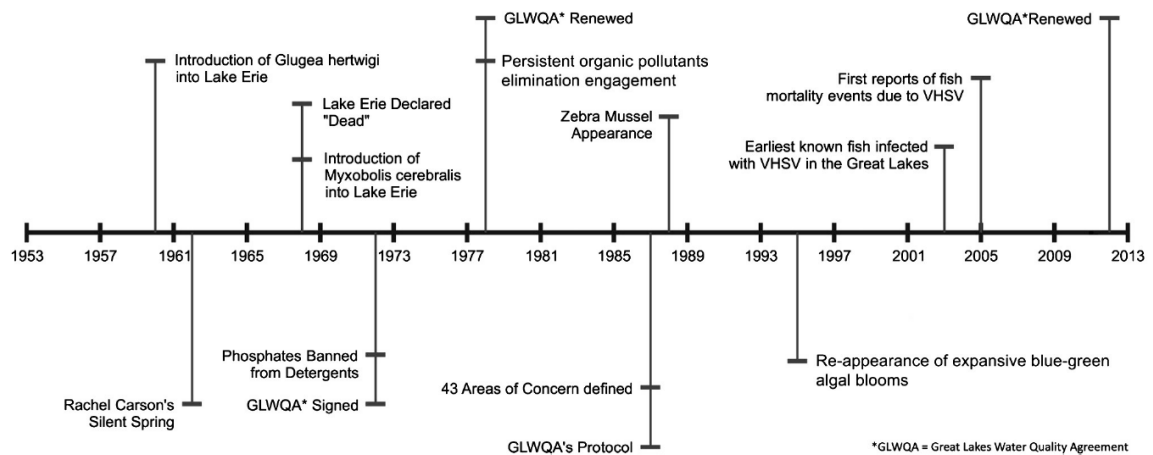 GLWQA* Renewed
GLWQA*Renewed
Introduction of Glugea hertwigi
into Lake Erie
Persistent organic pollutants
elimination engagement
First reports of fish
mortality events due to VHSV
Lake Erie Declared
"Dead"
Zebra Mussel
Appearance
Introduction of
Myxobolis cerebralis
into Lake Erie
Earliest known fish infected
with VHSV in the Great Lakes
1953 1957 1961 1965 1969 1973 1977 1981 1985 1989 1993 1997 2001 2005 2009 2013
Phosphates Banned
from Detergents
Re-appearance of expansive blue-green
algal blooms
43 Areas of Concern defined
Rachel Carson's
Silent Spring
GLWQA* Signed
GLWQA's Protocol
*GLWQA = Great Lakes Water Quality Agreement